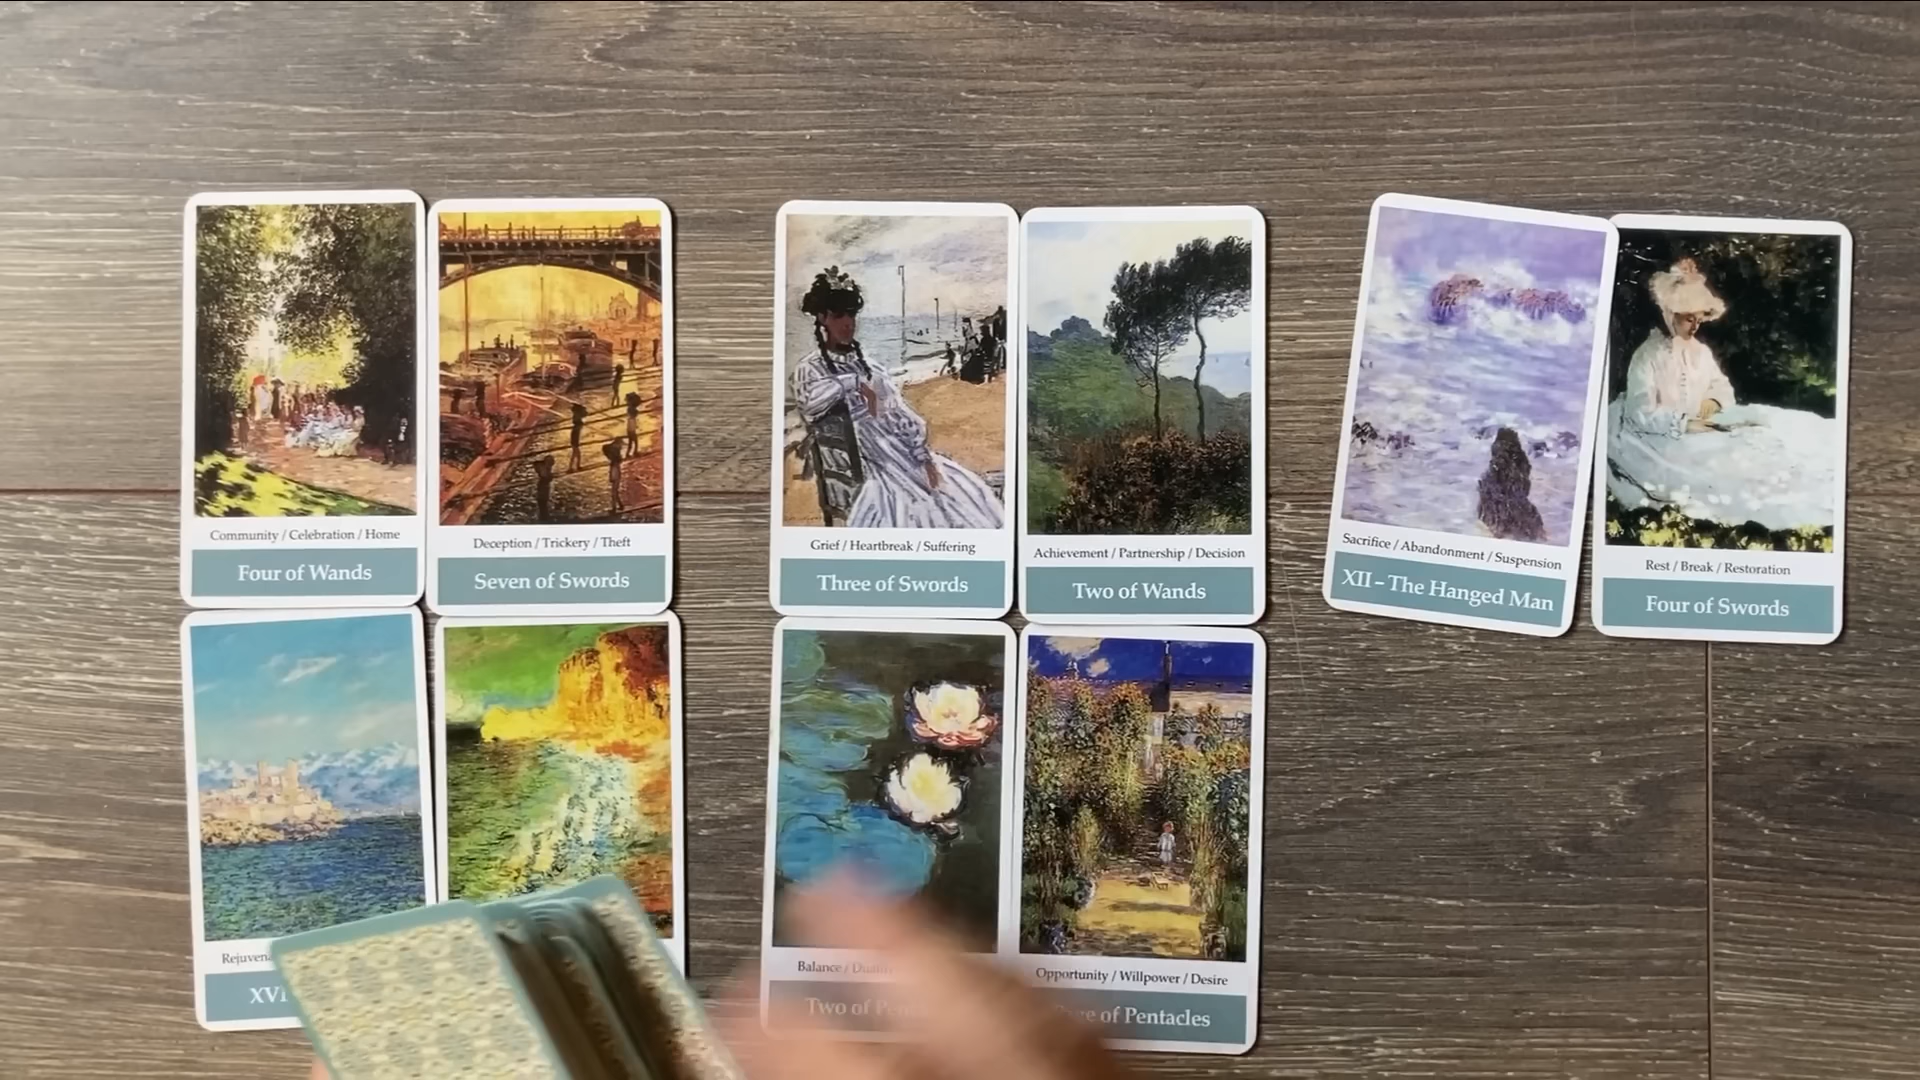 Community / Celebration / Home
Four of Wands
Deception / Trickery / Theft
Seven of Swords
Grief / Heartbreak / Suffering
Three of Swords
Achievement / Partnership / Decision
Two of Wands
Sacrifice / Abandonment / Suspension
XII – The Hanged Man
Rest / Break / Restoration
Four of Swords
Balance /
Two of
Opportunity / Willpower / Desire
of Pentacles